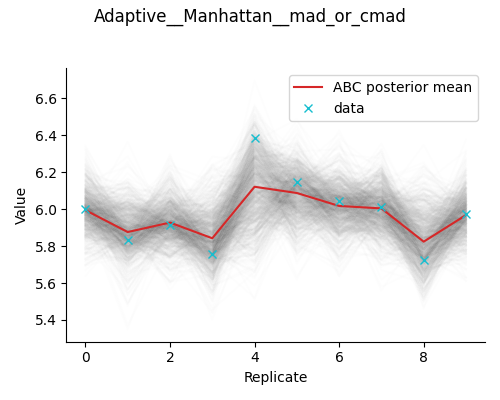 Adaptive__Manhattan__mad_or_cmad
ABC posterior mean
data
Value
6.6
6.4
6.2
6.0
5.8
5.6
5.4
0 2 4 6 8
Replicate